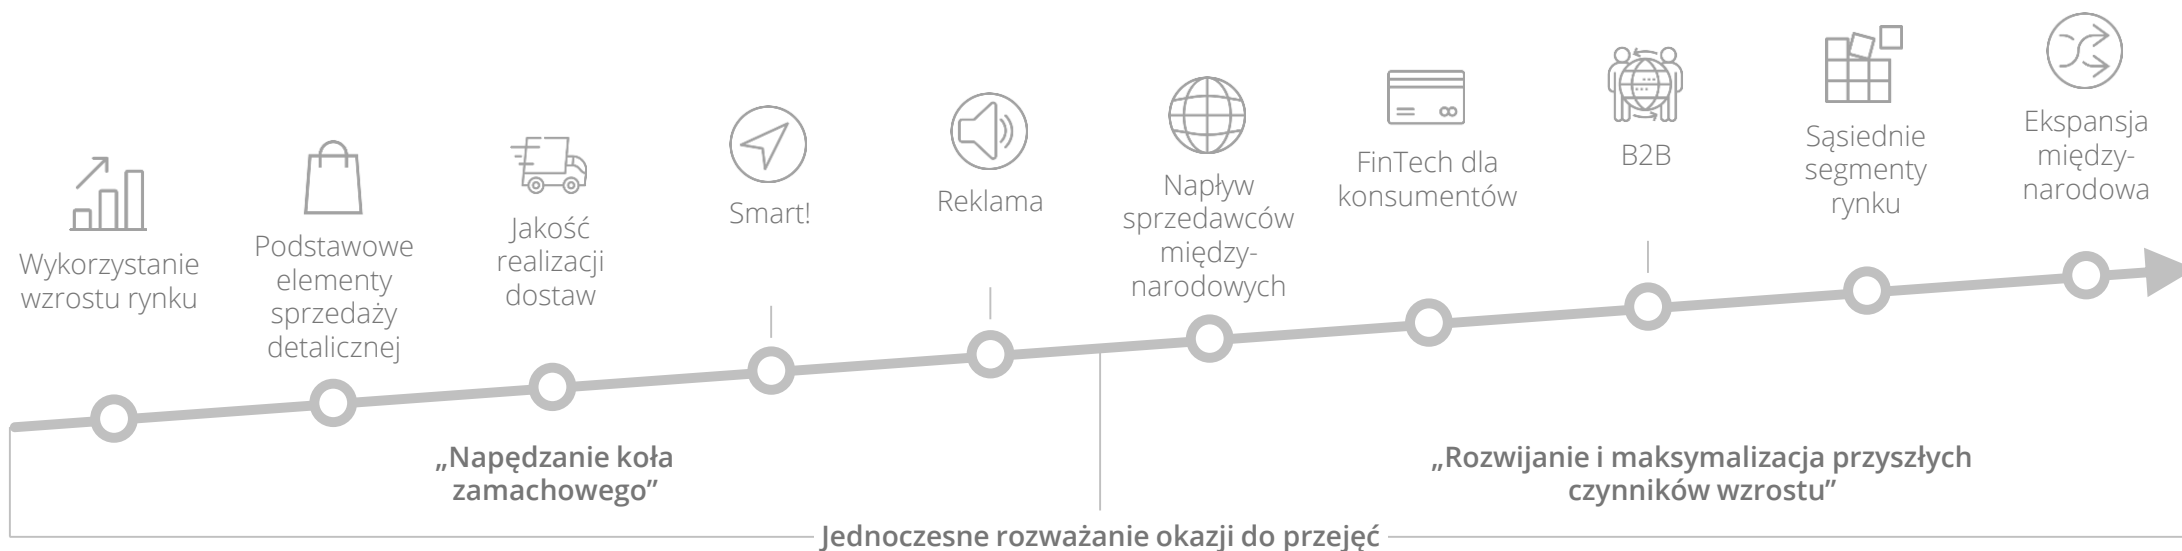 Wykorzystanie
wzrostu rynku
Podstawowe
elementy
sprzedaży
detalicznej
Jakość
realizacji
dostaw
Smart!
Reklama
Napływ
sprzedawców
między-
narodowych
FinTech dla
konsumentów
B2B
Sąsiednie
segmenty
rynku
Ekspansja
między-
narodowa
„Napędzanie koła
zamachowego”
„Rozwijanie i maksymalizacja przyszłych
czynników wzrostu”
Jednoczesne rozważanie okazji do przejęć